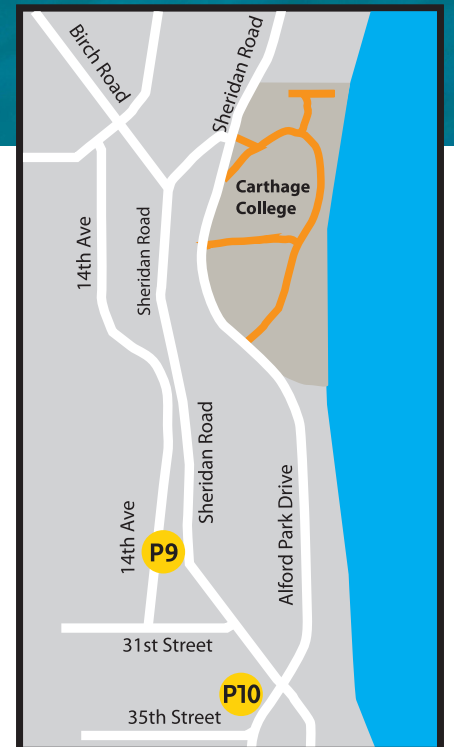 Birch Road
Sheridan Road
Carthage
College
14th Ave
Sheridan Road
Sheridan Road
Alford Park Drive
14th Ave
P9
31st Street
P10
35th Street